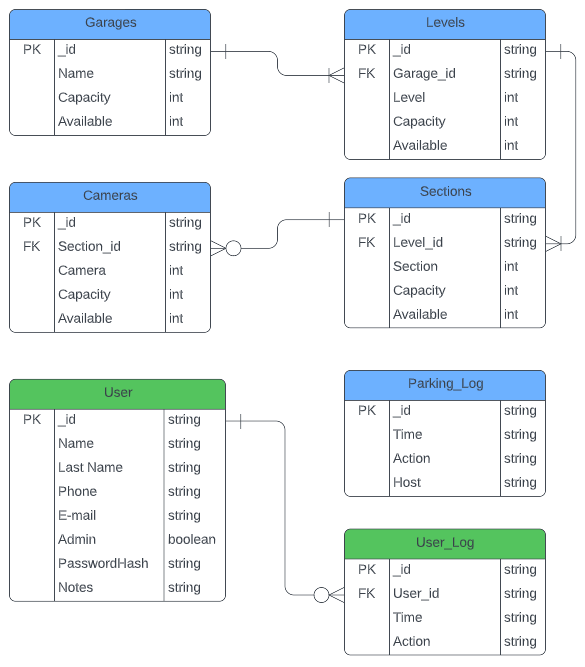 Garages
PK _id string
Name string
Capacity int
Available int
Levels
PK _id string
FK Garage_id string
Level int
Capacity int
Available int
Cameras
PK _id string
FK Section_id string
Camera int
Capacity int
Available int
Sections
PK _id string
FK Level_id string
Section int
Capacity int
Available int
User
PK _id string
Name string
Last Name string
Phone string
E-mail string
Admin boolean
PasswordHash string
Notes string
Parking_Log
PK _id string
Time string
Action string
Host string
User_Log
PK _id string
FK User_id string
Time string
Action string